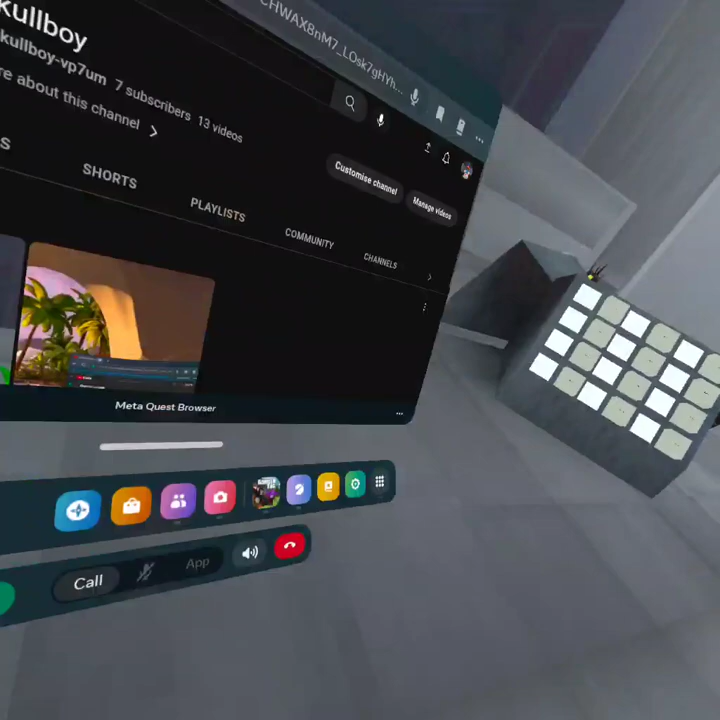 CHWAX8nM7_LOsk7gHYh...
kullboy
kullboy-vp7um 7 subscribers 13 videos
re about this channel
Customise channel
Manage videos
S
SHORTS
PLAYLISTS
COMMUNITY
CHANNELS
Meta Quest Browser
Call
App